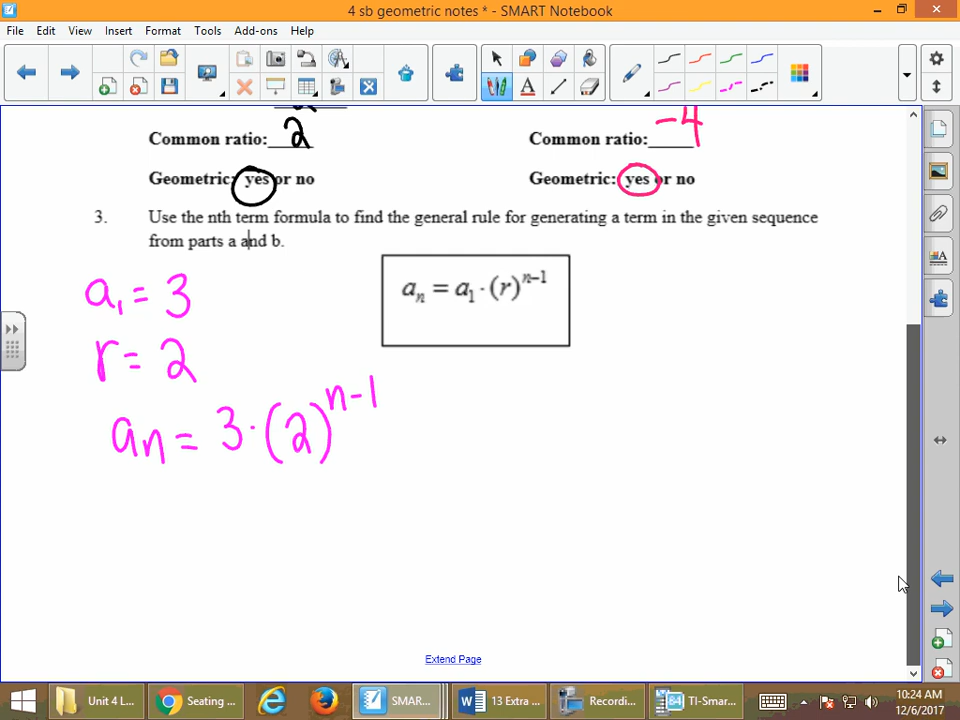 4 sb geometric notes * - SMART Notebook
File Edit View Insert Format Tools Add-ons Help
Common ratio: 2
Common ratio: -4
Geometric: yes or no
Geometric: yes or no
3. Use the nth term formula to find the general rule for generating a term in the given sequence
from parts a and b.
aₙ = a₁ · (r)ⁿ⁻¹
a₁ = 3
r = 2
aₙ = 3 · (2)ⁿ⁻¹
Extend Page
Unit 4 L... Seating ... SMAR... 13 Extra ... Recordi... TI-Smar...
10:24 AM
12/6/2017